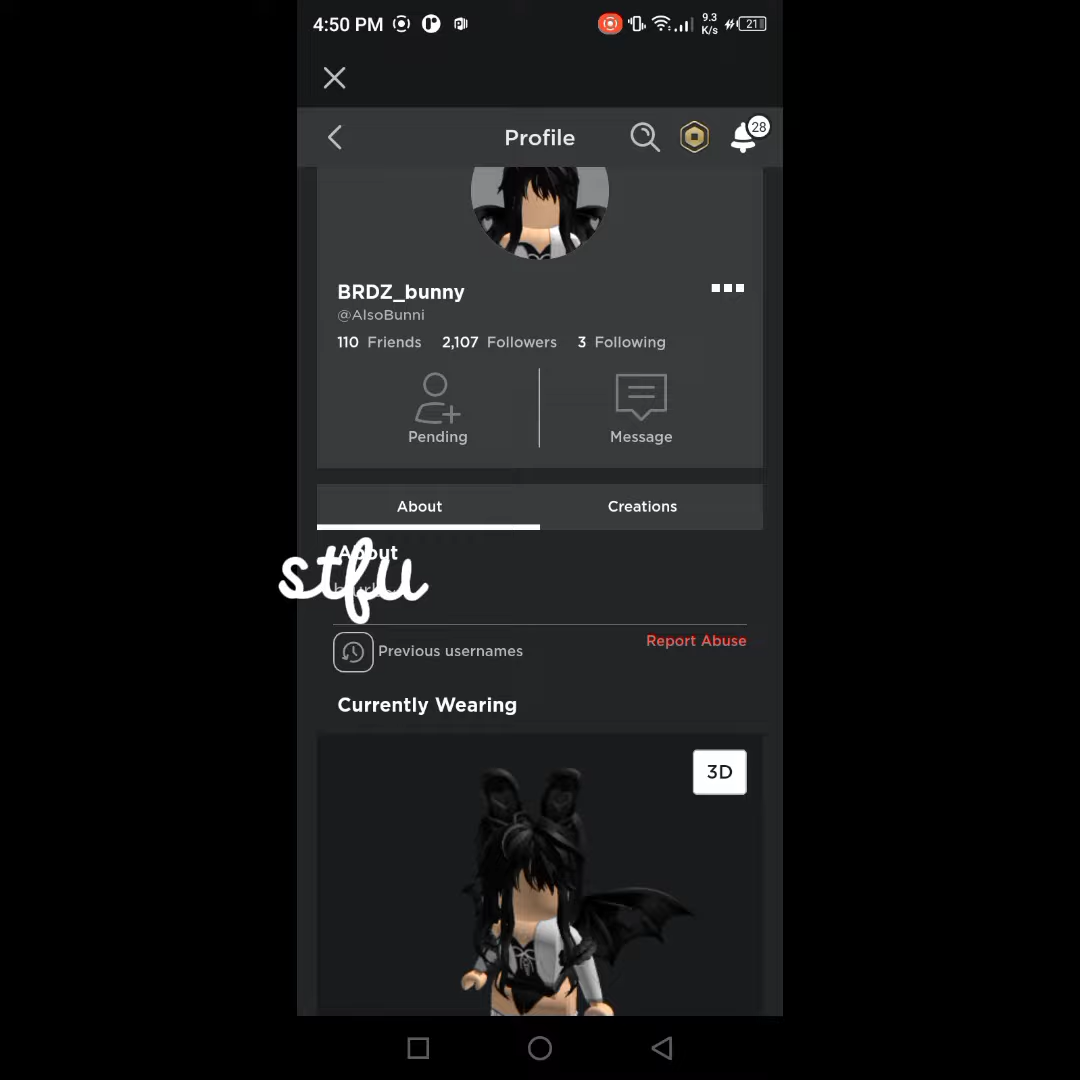 4:50 PM 9.3 K/s 21
Profile 28
BRDZ_bunny
@AlsoBunni
110 Friends 2,107 Followers 3 Following
Pending Message
About Creations
About
stfu
Previous usernames Report Abuse
Currently Wearing
3D